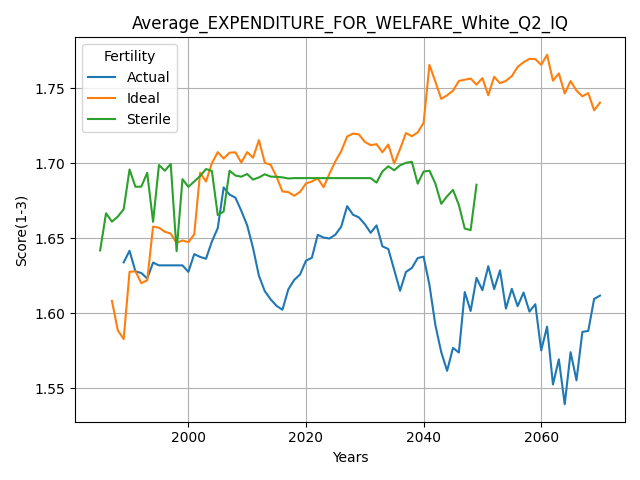 Average_EXPENDITURE_FOR_WELFARE_White_Q2_IQ
Fertility
Actual
Ideal
Sterile
Score(1-3)
1.75
1.70
1.65
1.60
1.55
2000 2020 2040 2060
Years